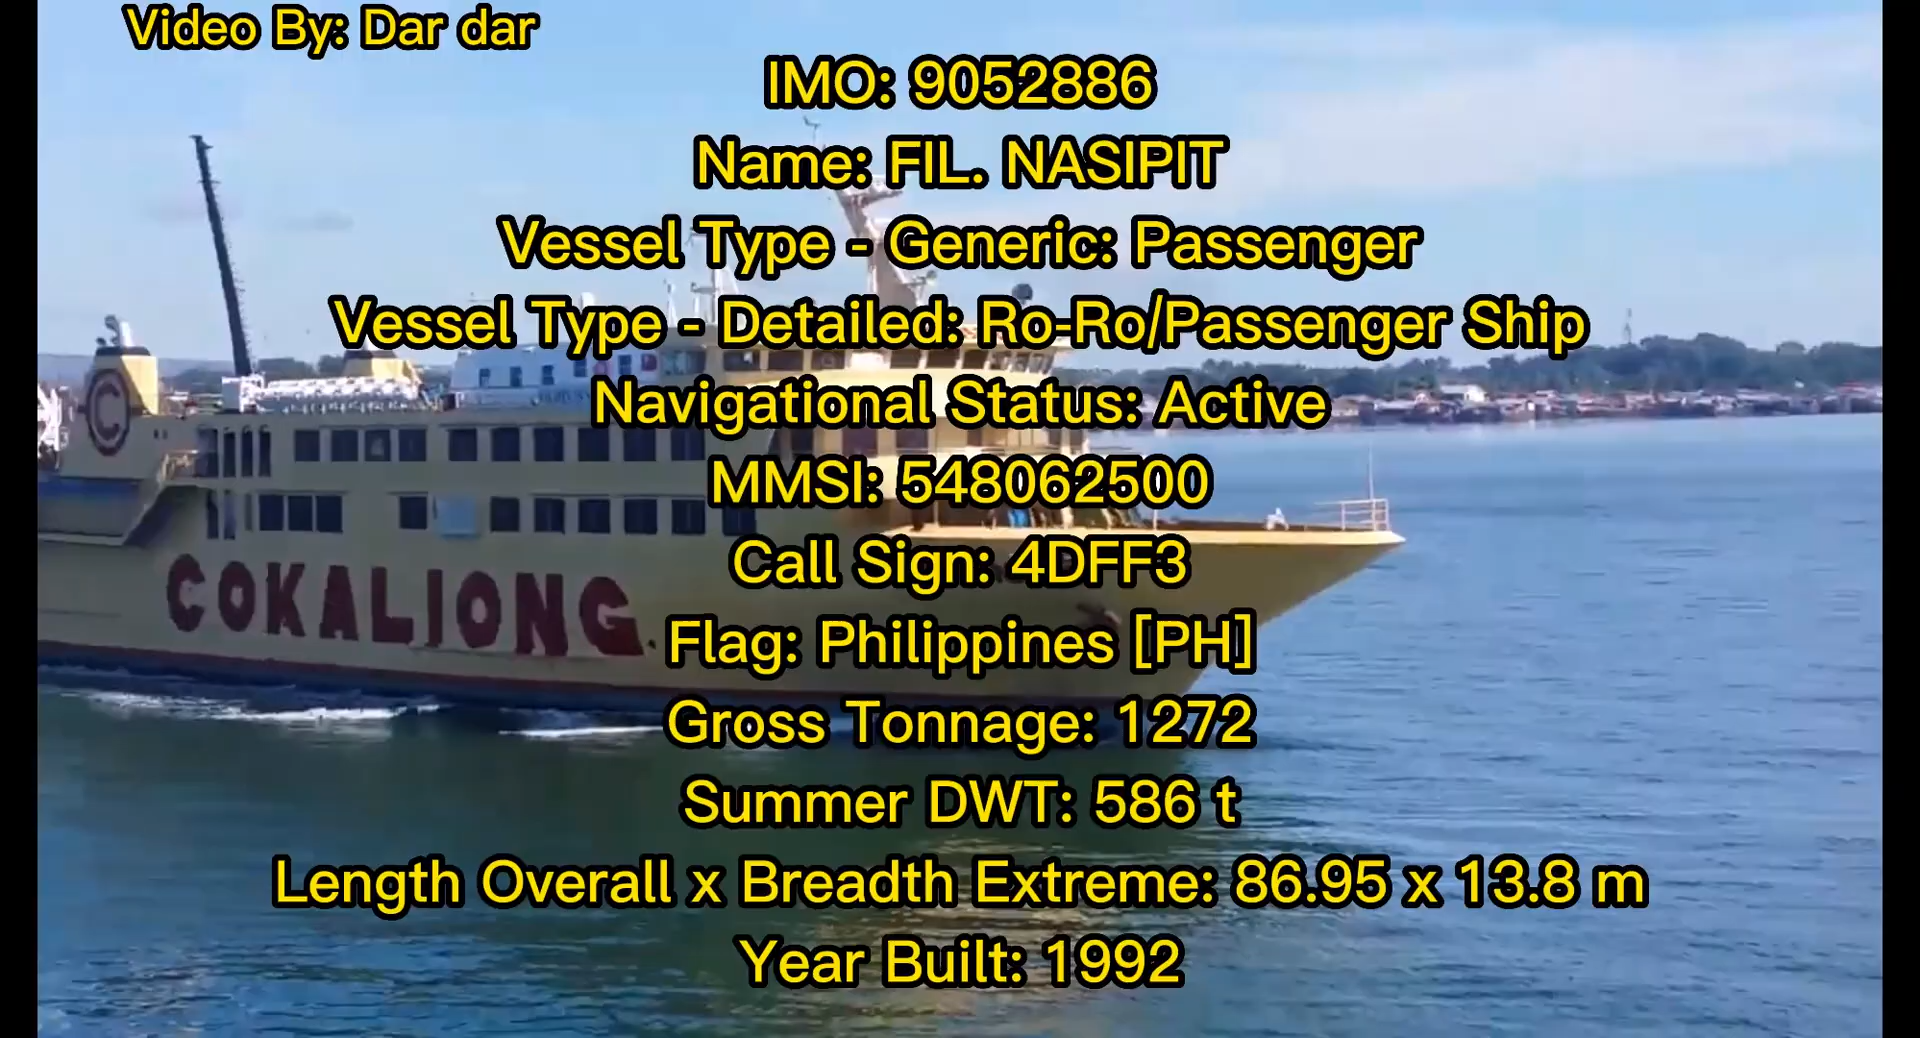 Video By: Dar dar
IMO: 9052886
Name: FIL. NASIPIT
Vessel Type - Generic: Passenger
Vessel Type - Detailed: Ro-Ro/Passenger Ship
Navigational Status: Active
MMSI: 548062500
Call Sign: 4DFF3
Flag: Philippines [PH]
Gross Tonnage: 1272
Summer DWT: 586 t
Length Overall x Breadth Extreme: 86.95 x 13.8 m
Year Built: 1992
C
COKALIONG